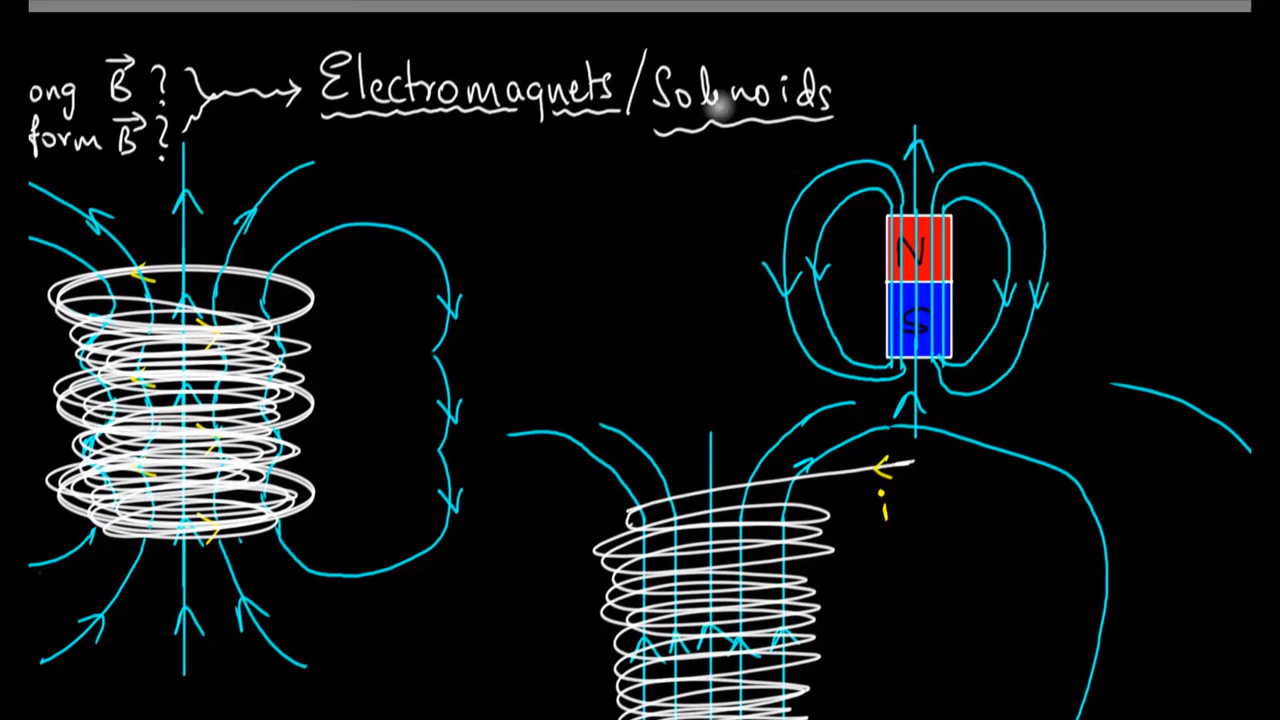 ong B⃗ ?
form B⃗ ?
Electromagnets/Solenoids
N
S
i